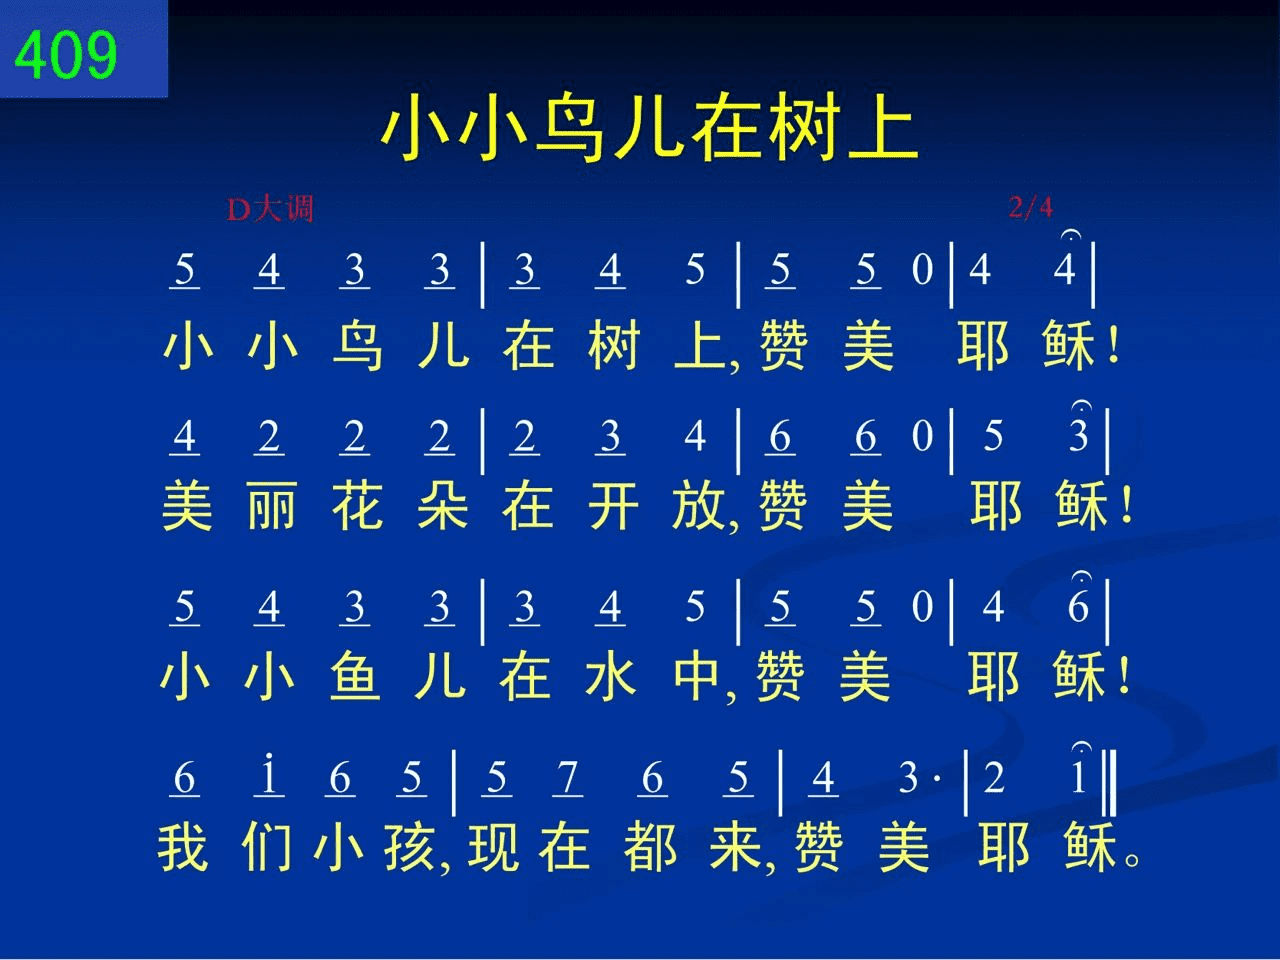 409
小小鸟儿在树上
D大调 2/4
5 4 3 3 | 3 4 5 | 5 5 0 | 4 4 |
小 小 鸟 儿 在 树 上, 赞 美 耶 稣!
4 2 2 2 | 2 3 4 | 6 6 0 | 5 3 |
美 丽 花 朵 在 开 放, 赞 美 耶 稣!
5 4 3 3 | 3 4 5 | 5 5 0 | 4 6 |
小 小 鱼 儿 在 水 中, 赞 美 耶 稣!
6 i 6 5 | 5 7 6 5 | 4 3· | 2 1 ‖
我 们 小 孩, 现 在 都 来, 赞 美 耶 稣。